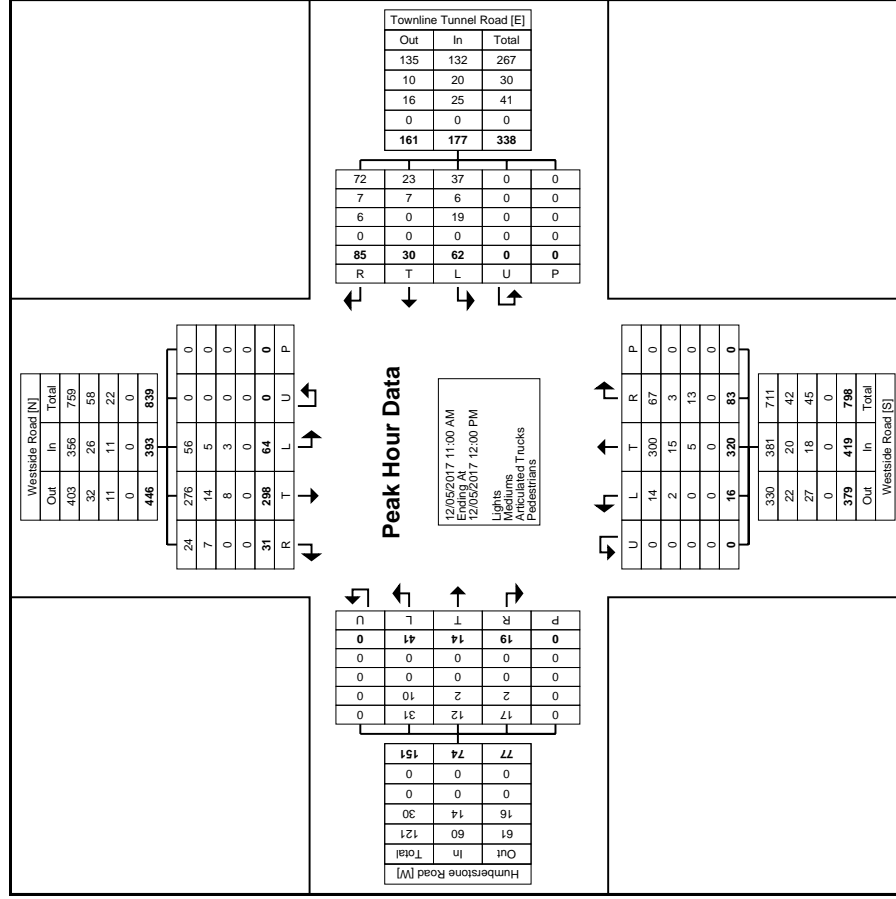 Townline Tunnel Road [E]
Out In Total
135 132 267
10 20 30
16 25 41
0 0 0
161 177 338
72 23 37 0 0
7 7 6 0 0
6 0 19 0 0
0 0 0 0 0
85 30 62 0 0
R T L U P
Westside Road [N]
Out In Total
403 356 759
32 26 58
11 11 22
0 0 0
446 393 839
24 276 56 0 0
7 14 5 0 0
0 8 3 0 0
0 0 0 0 0
31 298 64 0 0
R T L U P
Peak Hour Data
12/05/2017 11:00 AM
Ending At
12/05/2017 12:00 PM
Lights
Mediums
Articulated Trucks
Pedestrians
U L T R P
0 14 300 67 0
0 2 15 3 0
0 0 5 13 0
0 0 0 0 0
0 16 320 83 0
330 381 711
22 20 42
27 18 45
0 0 0
379 419 798
Out In Total
Westside Road [S]
U L T R P
0 41 14 19 0
0 0 0 0 0
0 0 0 0 0
0 10 2 2 0
0 31 12 17 0
151 74 77
0 0 0
0 0 0
30 14 16
121 60 61
Total In Out
Humberstone Road [W]